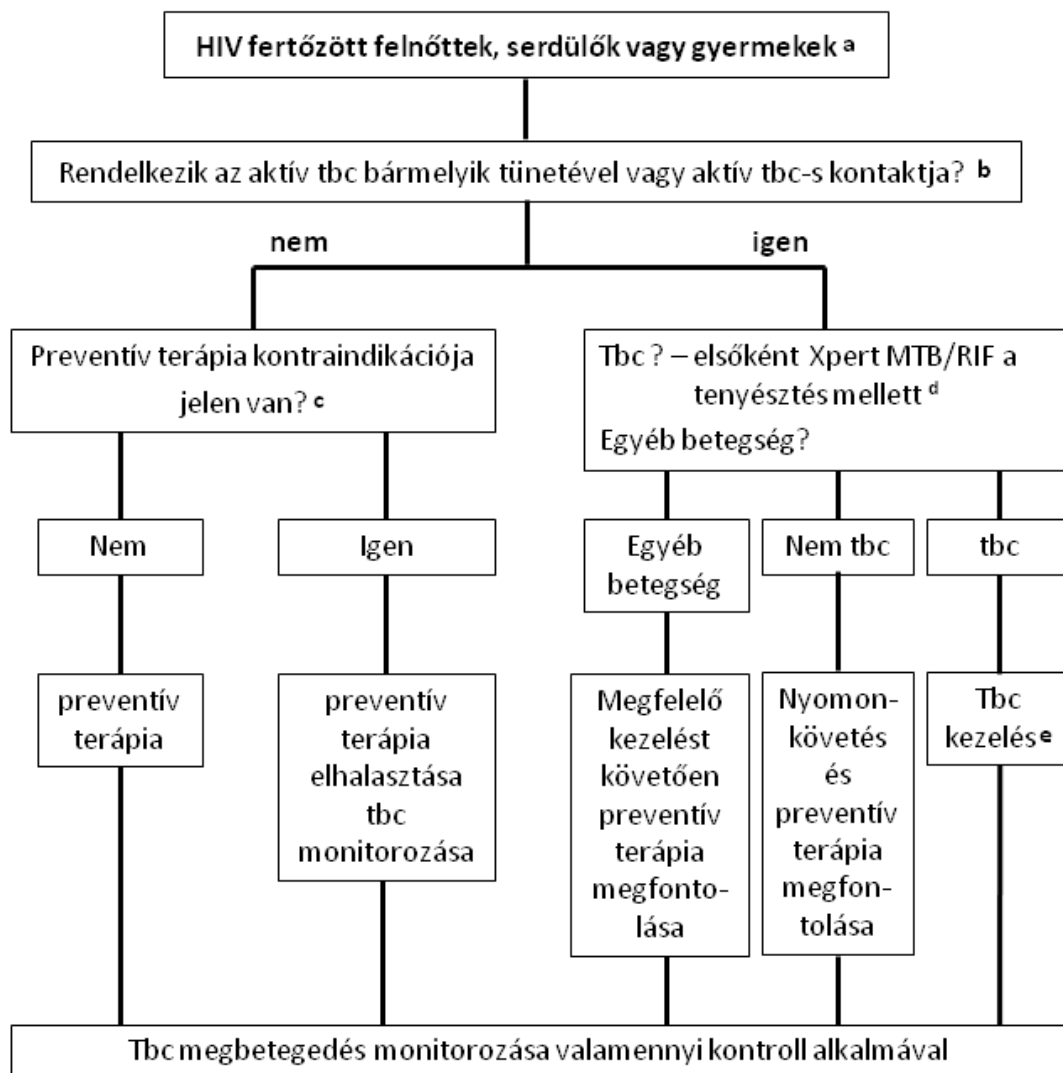 HIV fertőzött felnőttek, serdülők vagy gyermekek a
Rendelkezik az aktív tbc bármelyik tünetével vagy aktív tbc-s kontaktja? b
nem
igen
Preventív terápia kontraindikációja
jelen van? c
Tbc ? – elsőként Xpert MTB/RIF a
tenyésztés mellett d
Egyéb betegség?
Nem
Igen
Egyéb
betegség
Nem tbc
tbc
preventív
terápia
preventív
terápia
elhalasztása
tbc
monitorozása
Megfelelő
kezelést
követően
preventív
terápia
megfonto-
lása
Nyomon-
követés
és
preventív
terápia
megfon-
tolása
Tbc
kezelés e
Tbc megbetegedés monitorozása valamennyi kontroll alkalmával